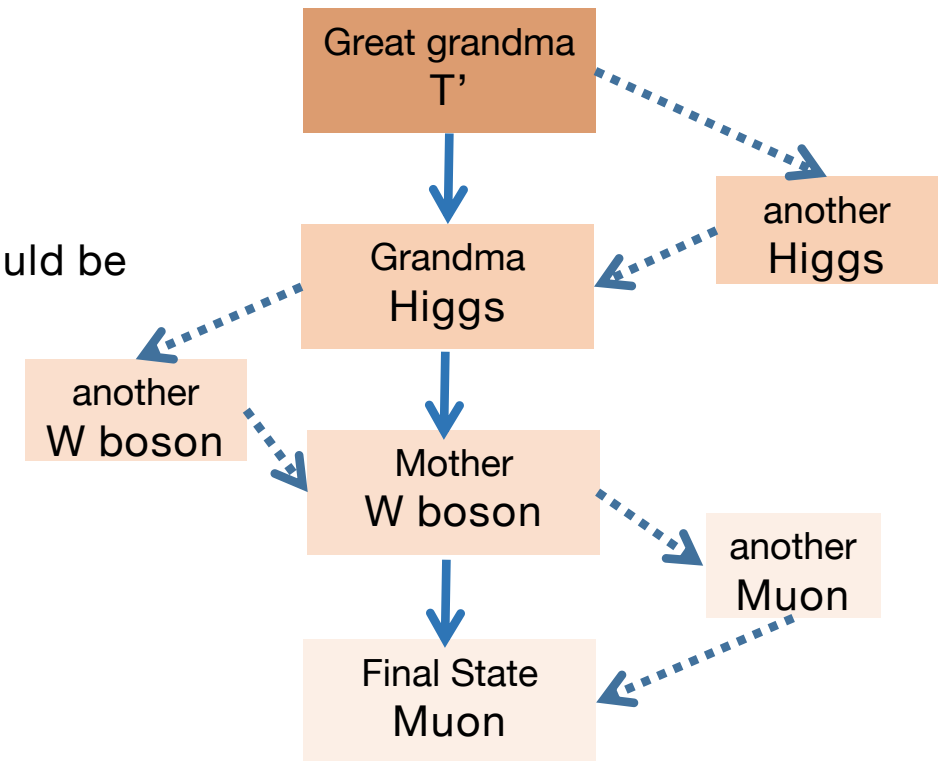 Great grandma
T’
another
Higgs
uld be
Grandma
Higgs
another
W boson
Mother
W boson
another
Muon
Final State
Muon